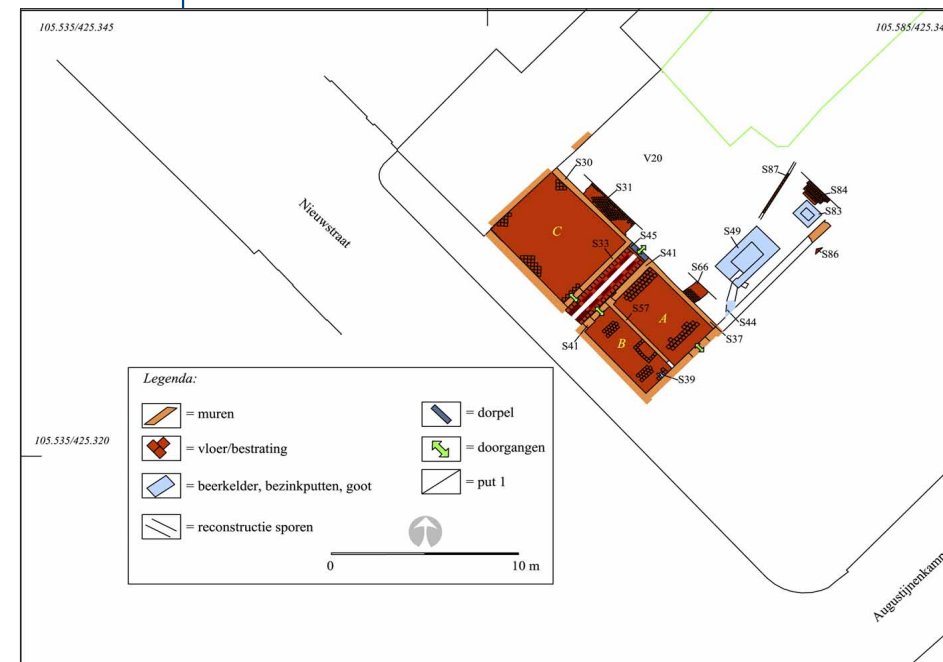 105.535/425.345
105.585/425.34
V20
S87
S30
S84
S31
S83
Nieuwstraat
S49
C
S45
S33
S41
S86
S66
S57
A
S44
S37
B
S41
S39
Legenda:
= muren
= dorpel
105.535/425.320
= vloer/bestrating
= doorgangen
= beerkelder, bezinkputten, goot
= put 1
= reconstructie sporen
0
10 m
Augustijnenkamp